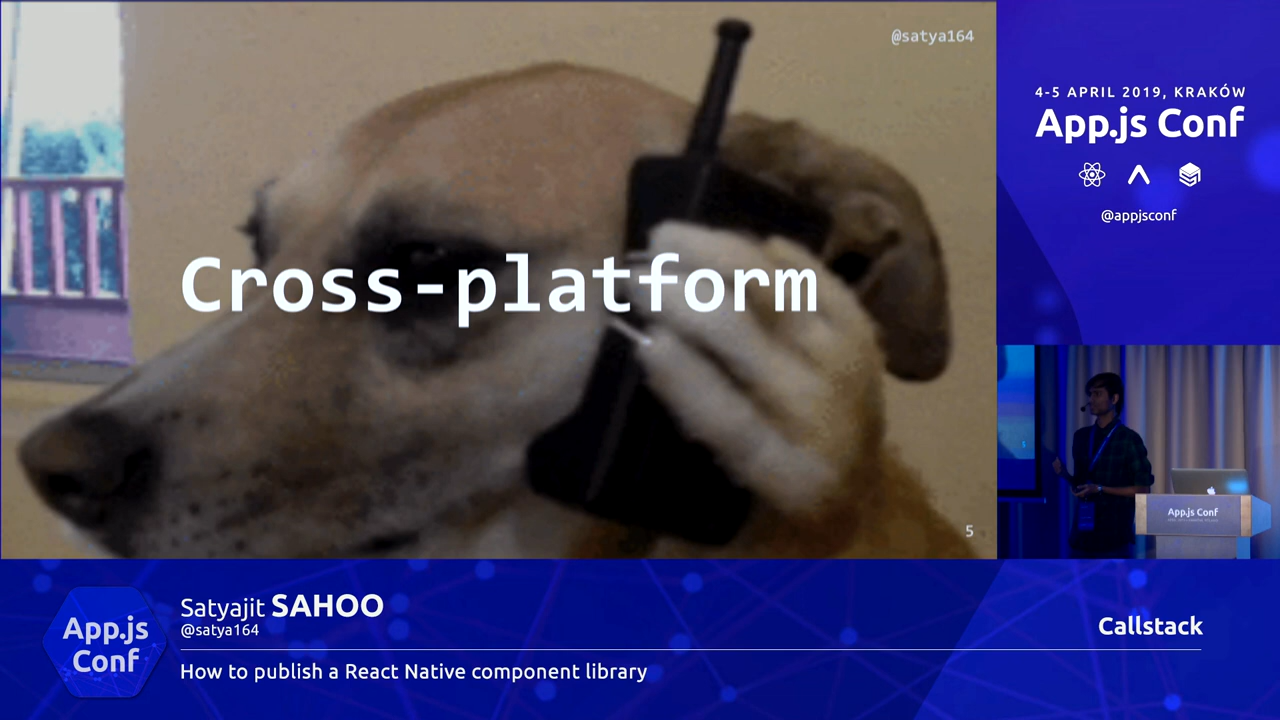 @satya164
Cross-platform
5
4-5 APRIL 2019, KRAKÓW
App.js Conf
@appjsconf
App.js Conf
App.js
Conf
Satyajit SAHOO
@satya164
How to publish a React Native component library
Callstack